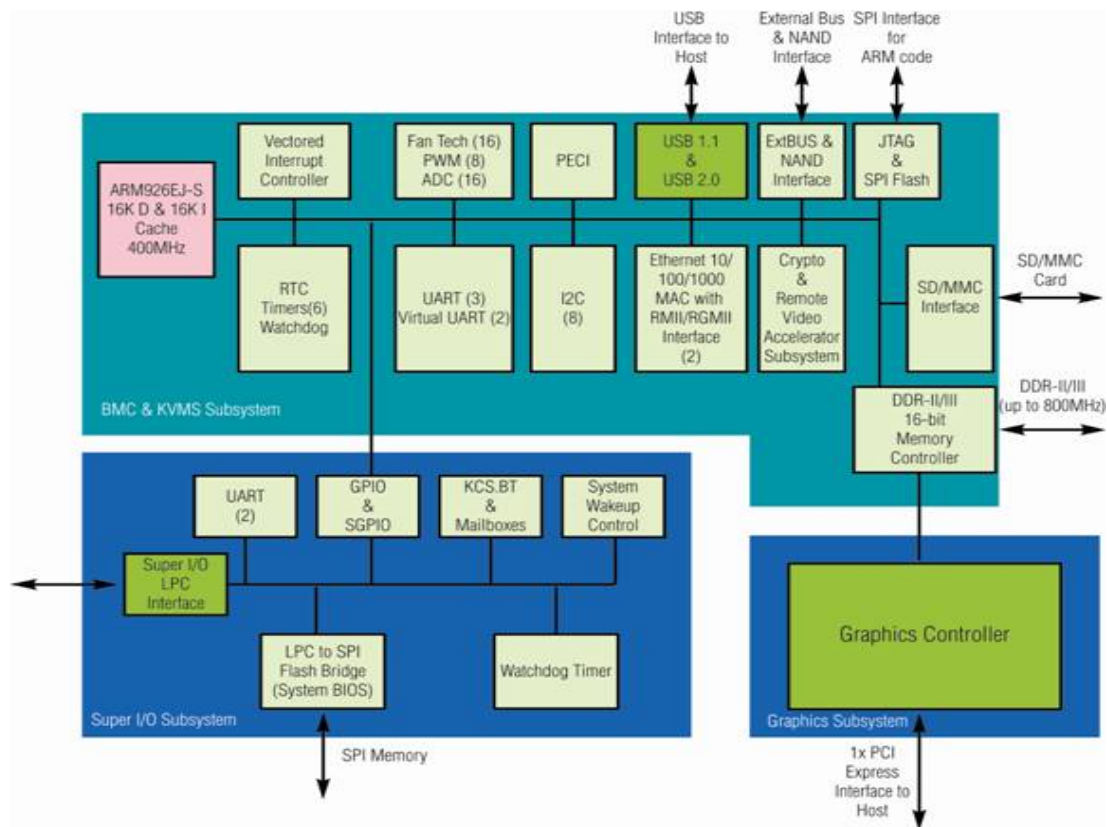 USB
Interface to
Host
External Bus
& NAND
Interface
SPI Interface
for
ARM code
Vectored
Interrupt
Controller
Fan Tech (16)
PWM (8)
ADC (16)
PECI
USB 1.1
&
USB 2.0
ExtBUS &
NAND
Interface
JTAG
&
SPI Flash
ARM926EJ-S
16K D & 16K I
Cache
400MHz
RTC
Timers(6)
Watchdog
UART (3)
Virtual UART (2)
I2C
(8)
Ethernet 10/
100/1000
MAC with
RMII/RGMII
Interface
(2)
Crypto
&
Remote
Video
Accelerator
Subsystem
SD/MMC
Interface
SD/MMC
Card
BMC & KVMS Subsystem
DDR-II/III
16-bit
Memory
Controller
DDR-II/III
(up to 800MHz)
UART
(2)
GPIO
&
SGPIO
KCS.BT
&
Mailboxes
System
Wakeup
Control
Super I/O
LPC
Interface
LPC to SPI
Flash Bridge
(System BIOS)
Watchdog Timer
Super I/O Subsystem
SPI Memory
Graphics Controller
Graphics Subsystem
1x PCI
Express
Interface to
Host